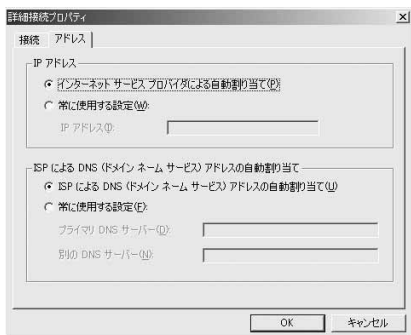 詳細接続プロパティ
接続 アドレス
IP アドレス
インターネット サービス プロバイダによる自動割り当て(P)
常に使用する設定(W):
IP アドレス(I):
ISP による DNS (ドメイン ネーム サービス) アドレスの自動割り当て
ISP による DNS (ドメイン ネーム サービス) アドレスの自動割り当て(U)
常に使用する設定(F):
プライマリ DNS サーバー(D):
別の DNS サーバー(N):
OK キャンセル